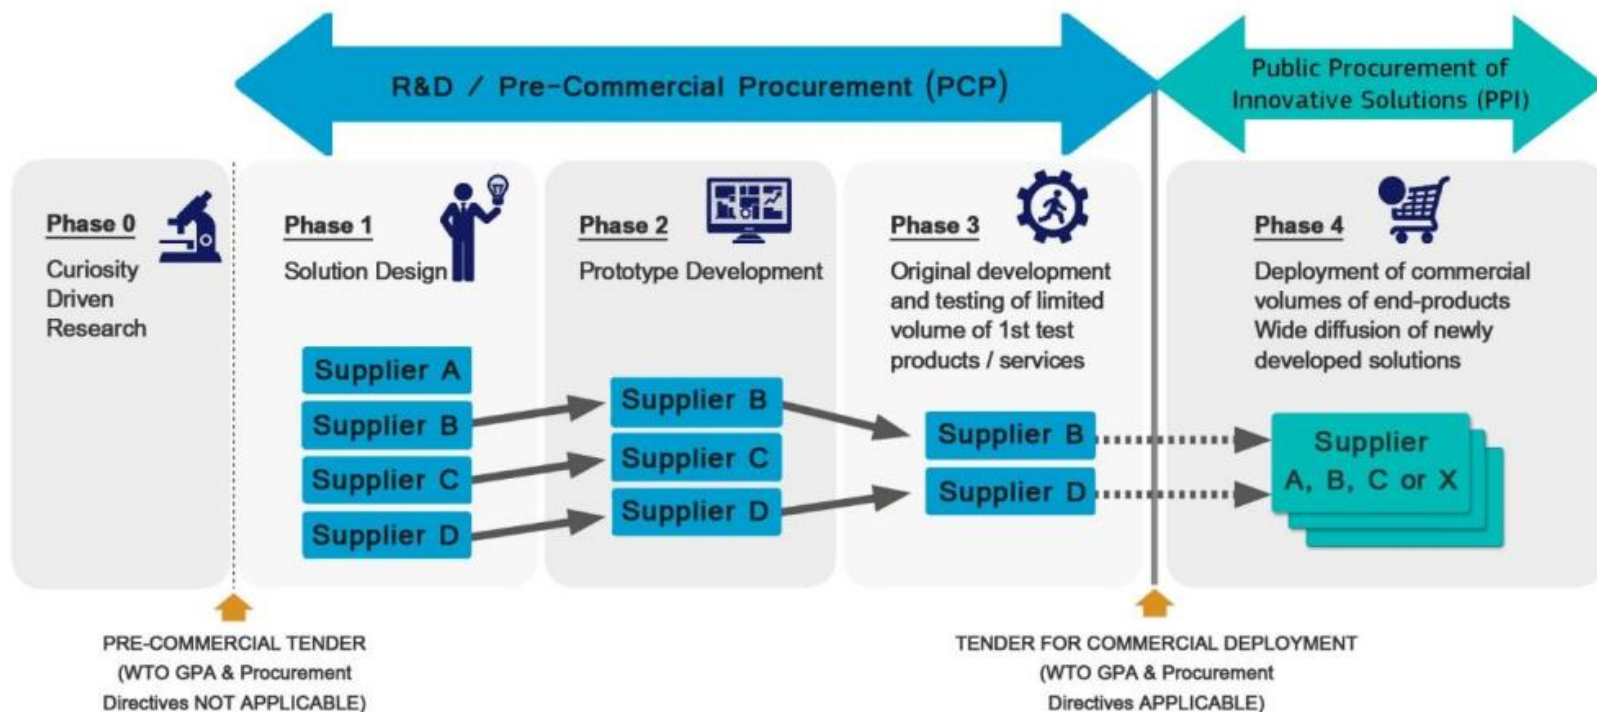 R&D / Pre-Commercial Procurement (PCP)
Public Procurement of
Innovative Solutions (PPI)
Phase 0
Curiosity
Driven
Research
Phase 1
Solution Design
Supplier A
Supplier B
Supplier C
Supplier D
Phase 2
Prototype Development
Supplier B
Supplier C
Supplier D
Phase 3
Original development
and testing of limited
volume of 1st test
products / services
Supplier B
Supplier D
Phase 4
Deployment of commercial
volumes of end-products
Wide diffusion of newly
developed solutions
Supplier
A, B, C or X
PRE-COMMERCIAL TENDER
(WTO GPA & Procurement
Directives NOT APPLICABLE)
TENDER FOR COMMERCIAL DEPLOYMENT
(WTO GPA & Procurement
Directives APPLICABLE)